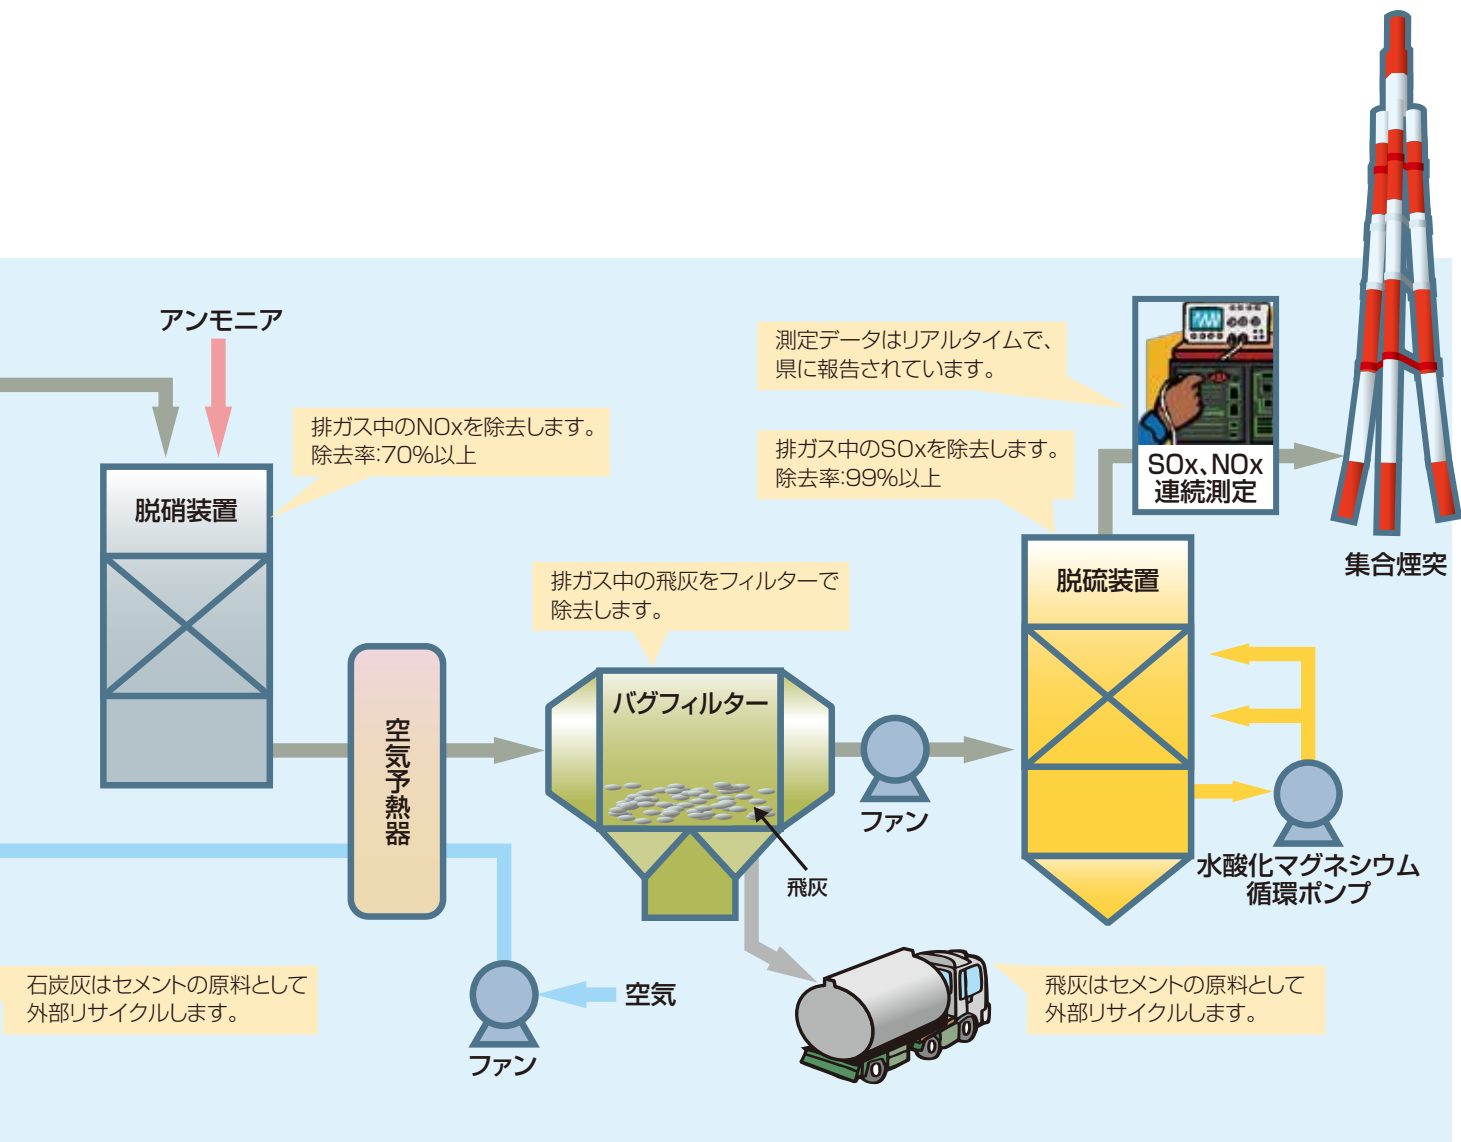 アンモニア
排ガス中のNOxを除去します。
除去率:70%以上
脱硝装置
測定データはリアルタイムで、
県に報告されています。
排ガス中のSOxを除去します。
除去率:99%以上
SOx、NOx
連続測定
集合煙突
脱硫装置
排ガス中の飛灰をフィルターで
除去します。
バグフィルター
空気予熱器
ファン
飛灰
水酸化マグネシウム
循環ポンプ
石炭灰はセメントの原料として
外部リサイクルします。
空気
ファン
飛灰はセメントの原料として
外部リサイクルします。